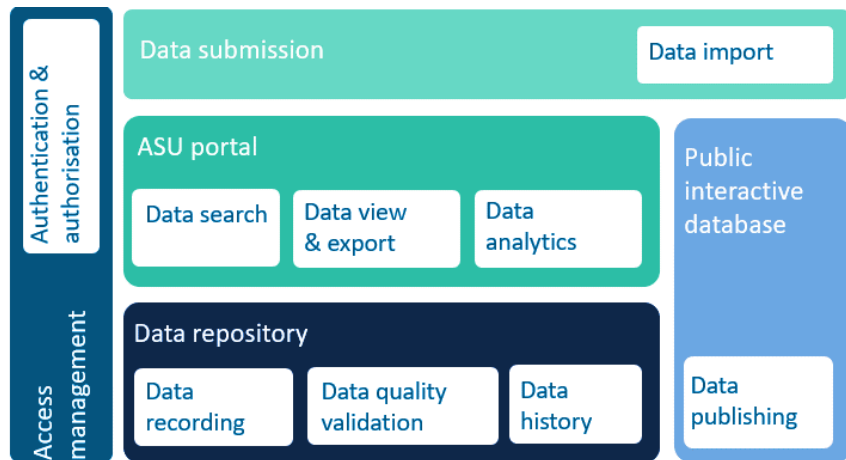 Authentication &
authorisation
Access
management
Data submission
Data import
ASU portal
Data search
Data view
& export
Data
analytics
Public
interactive
database
Data repository
Data
recording
Data quality
validation
Data
history
Data
publishing